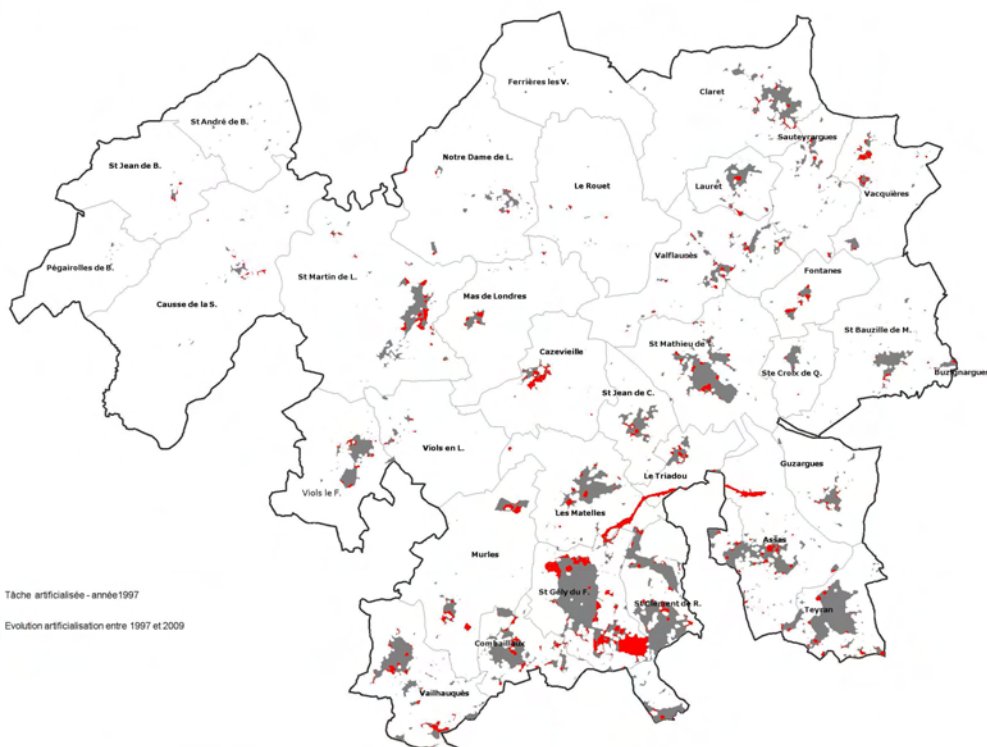 Ferrières les V.
Claret
St André de B.
Sauteyrargues
St Jean de B.
Notre Dame de L.
Le Rouet
Lauret
Vacquières
Pégairolles de B.
St Martin de L.
Valflaunès
Fontanes
Causse de la S.
Mas de Londres
St Bauzille de M.
Cazevieille
St Mathieu de T.
Ste Croix de Q.
Buzignargues
St Jean de C.
Viols en L.
Le Triadou
Guzargues
Viols le F.
Les Matelles
Murles
Assas
Tâche artificialisée - année1997
St Gély du F.
St Clément de R.
Teyran
Evolution artificialisation entre 1997 et 2009
Combaillaux
Vailhauquès